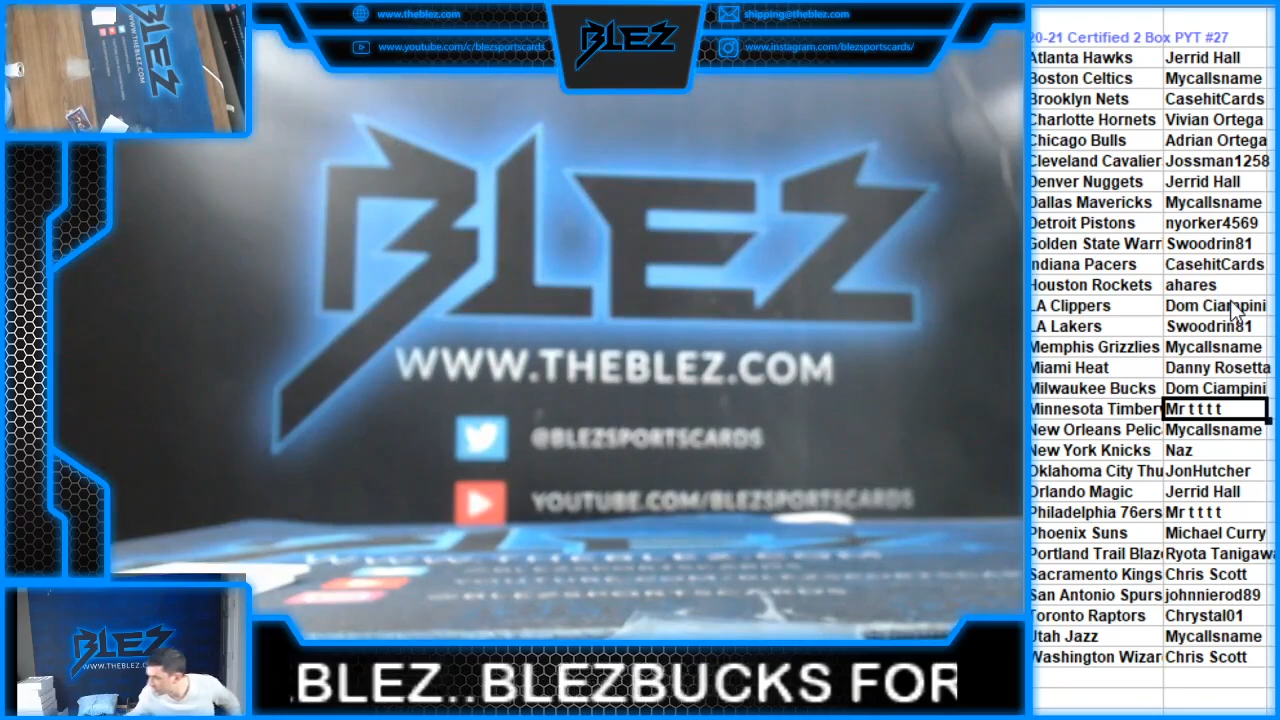 www.theblez.com
shipping@theblez.com
BLEZ
www.youtube.com/c/blezsportscards
www.instagram.com/blezsportscards/
BLEZ
BLEZ
WWW.THEBLEZ.COM
@BLEZSPORTSCARDS
YOUTUBE.COM/BLEZSPORTSCARDS
BLEZ
WWW.THEBLEZ.COM
.BLEZ..BLEZBUCKS FOR
20-21 Certified 2 Box PYT #27
Atlanta Hawks Jerrid Hall
Boston Celtics Mycallsname
Brooklyn Nets CasehitCards
Charlotte Hornets Vivian Ortega
Chicago Bulls Adrian Ortega
Cleveland Cavalier Jossman1258
Denver Nuggets Jerrid Hall
Dallas Mavericks Mycallsname
Detroit Pistons nyorker4569
Golden State Warr Swoodrin81
Indiana Pacers CasehitCards
Houston Rockets ahares
LA Clippers Dom Ciampini
LA Lakers Swoodrin81
Memphis Grizzlies Mycallsname
Miami Heat Danny Rosetta
Milwaukee Bucks Dom Ciampini
Minnesota Timber Mr t t t t
New Orleans Pelic Mycallsname
New York Knicks Naz
Oklahoma City Thu JonHutcher
Orlando Magic Jerrid Hall
Philadelphia 76ers Mr t t t t
Phoenix Suns Michael Curry
Portland Trail Blaz Ryota Tanigawa
Sacramento Kings Chris Scott
San Antonio Spurs johnnierod89
Toronto Raptors Chrystal01
Utah Jazz Mycallsname
Washington Wizar Chris Scott